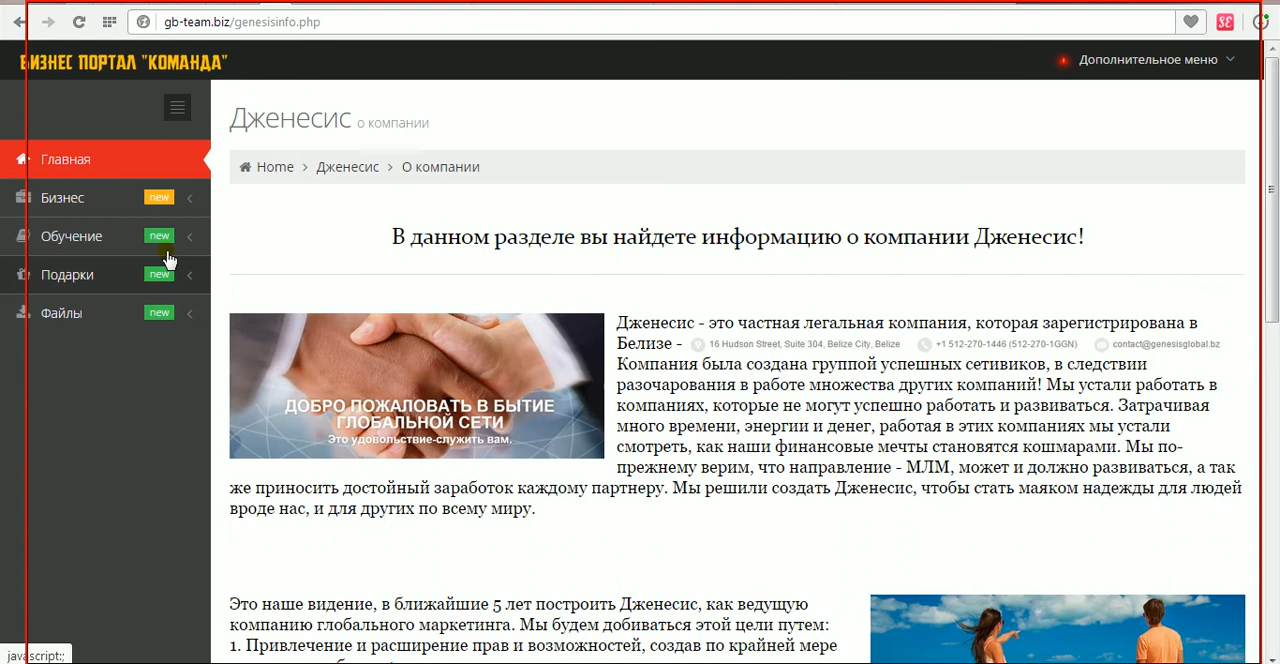 gb-team.biz/genesisinfo.php
БИЗНЕС ПОРТАЛ "КОМАНДА"
Дополнительное меню
Главная
Бизнес new
Обучение new
Подарки new
Файлы new
Дженесис о компании
Home > Дженесис > О компании
В данном разделе вы найдете информацию о компании Дженесис!
ДОБРО ПОЖАЛОВАТЬ В БЫТИЕ
ГЛОБАЛЬНОЙ СЕТИ
Это удовольствие-служить вам.
Дженесис - это частная легальная компания, которая зарегистрирована в
Белизе - 16 Hudson Street, Suite 304, Belize City, Belize +1 512-270-1446 (512-270-1GGN) contact@genesisglobal.bz
Компания была создана группой успешных сетивиков, в следствии
разочарования в работе множества других компаний! Мы устали работать в
компаниях, которые не могут успешно работать и развиваться. Затрачивая
много времени, энергии и денег, работая в этих компаниях мы устали
смотреть, как наши финансовые мечты становятся кошмарами. Мы по-
прежнему верим, что направление - МЛМ, может и должно развиваться, а так
же приносить достойный заработок каждому партнеру. Мы решили создать Дженесис, чтобы стать маяком надежды для людей
вроде нас, и для других по всему миру.
Это наше видение, в ближайшие 5 лет построить Дженесис, как ведущую
компанию глобального маркетинга. Мы будем добиваться этой цели путем:
1. Привлечение и расширение прав и возможностей, создав по крайней мере
javascript:;